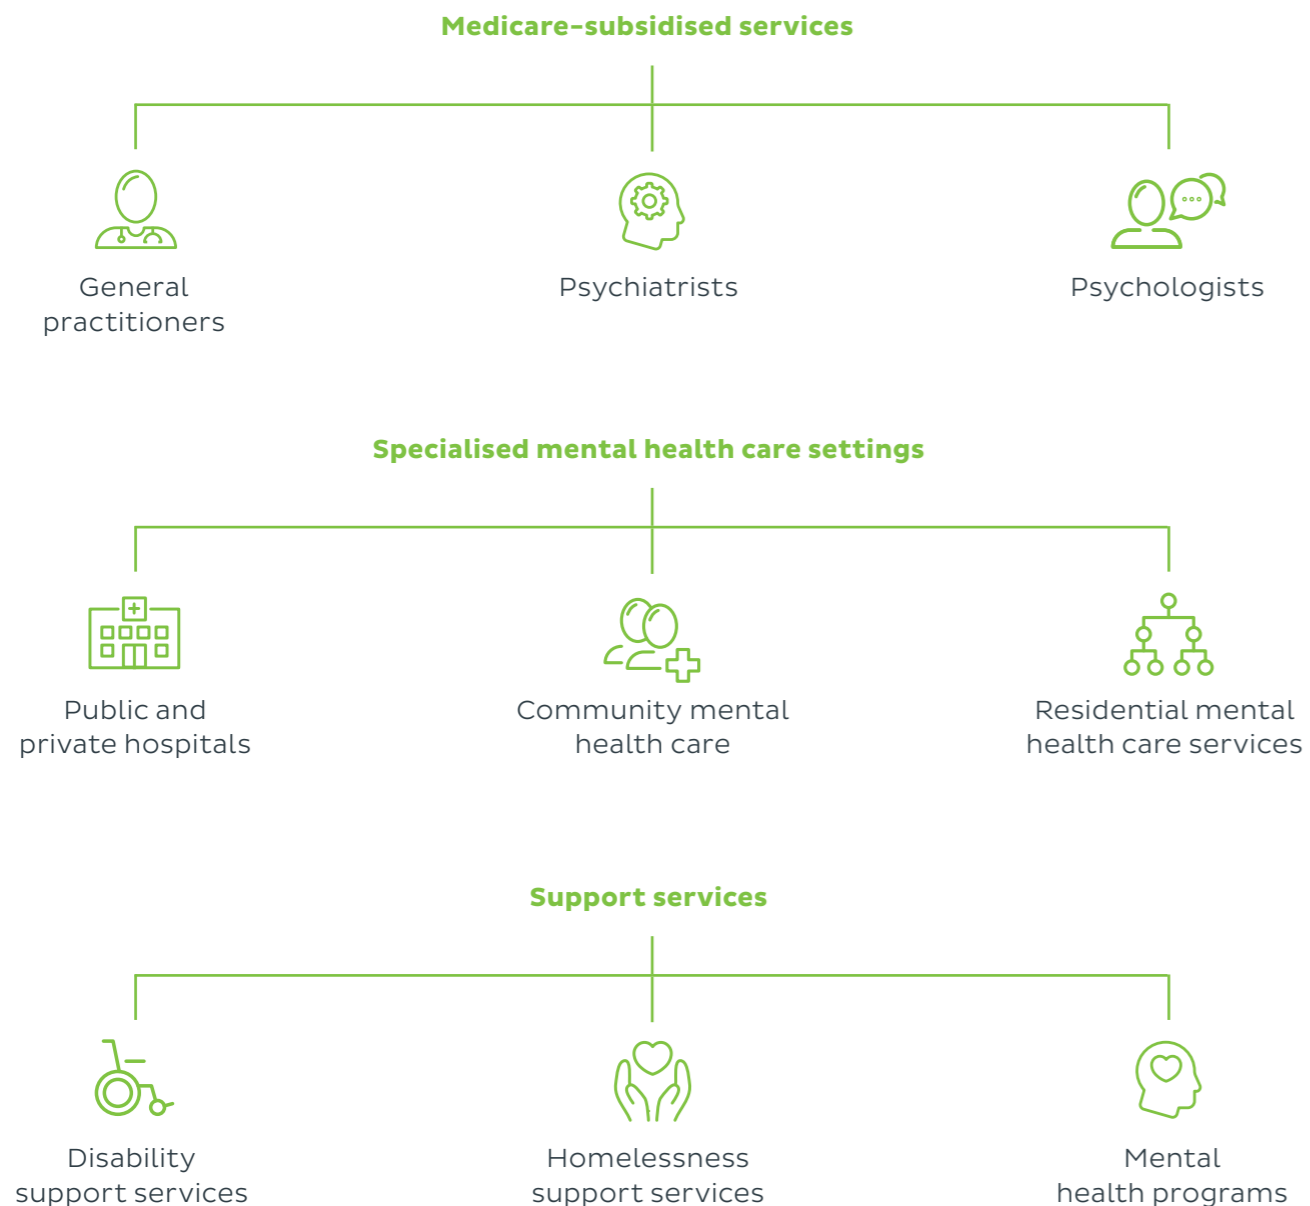 Medicare-subsidised services
General
practitioners
Psychiatrists
Psychologists
Specialised mental health care settings
Public and
private hospitals
Community mental
health care
Residential mental
health care services
Support services
Disability
support services
Homelessness
support services
Mental
health programs